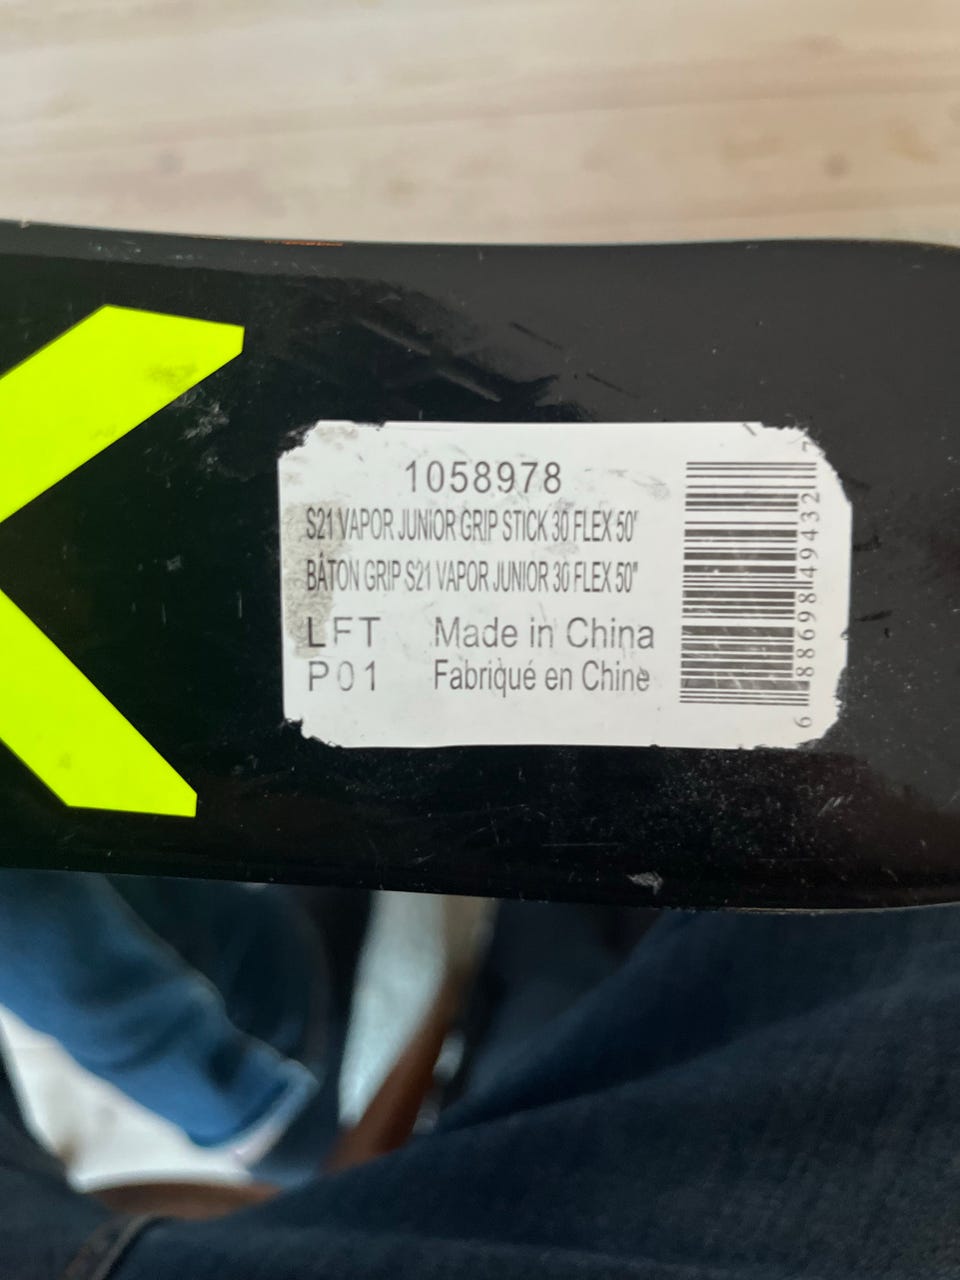 1058978
S21 VAPOR JUNIOR GRIP STICK 30 FLEX 50"
BÂTON GRIP S21 VAPOR JUNIOR 30 FLEX 50"
LFT Made in China
P01 Fabriqué en Chine
6 88698 49432 7